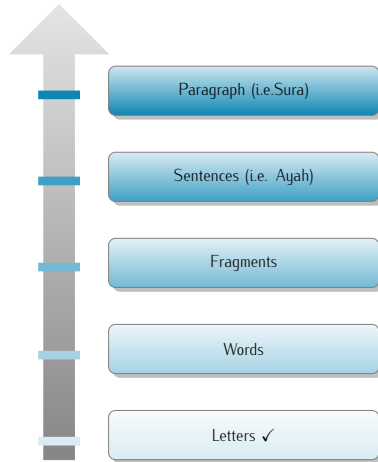 Paragraph (i.e.Sura)
Sentences (i.e. Ayah)
Fragments
Words
Letters ✓